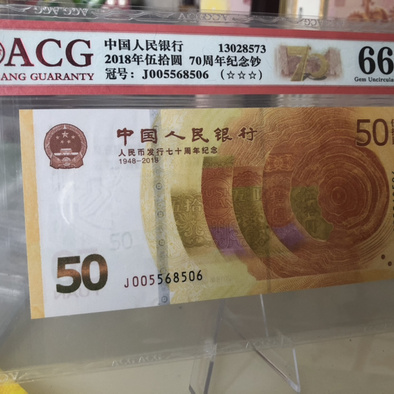 ACG
ANG GUARANTY
中国人民银行 13028573
2018年伍拾圆 70周年纪念钞
冠号: J005568506 (☆☆☆)
70
66
Gem Uncircula
中国人民银行
人民币发行七十周年纪念
1948-2018
50
50
J005568506